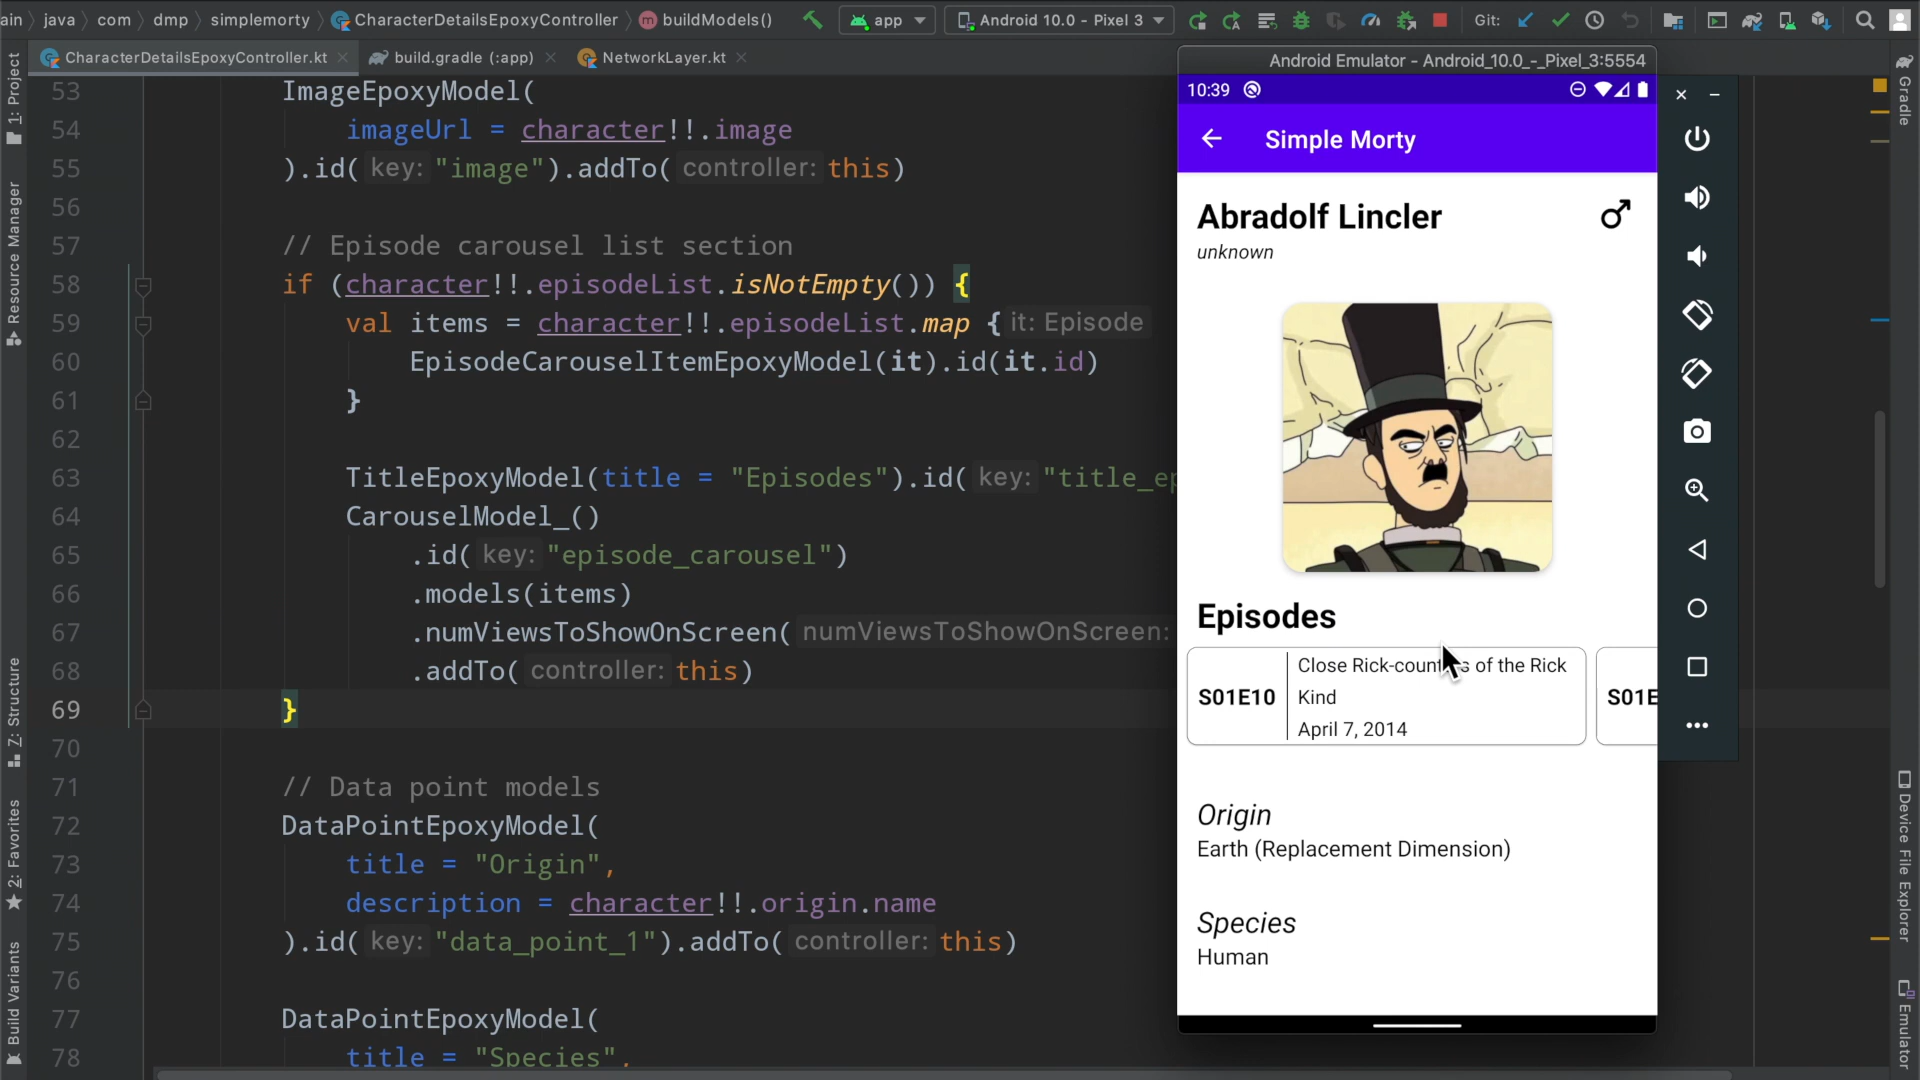 ain java com dmp simplemorty CharacterDetailsEpoxyController buildModels() app Android 10.0 - Pixel 3 Git:
CharacterDetailsEpoxyController.kt build.gradle (:app) NetworkLayer.kt
1: Project
Resource Manager
Z: Structure
2: Favorites
Build Variants
53 ImageEpoxyModel(
54 imageUrl = character!!.image
55 ).id( key: "image").addTo( controller: this)
56
57 // Episode carousel list section
58 if (character!!.episodeList.isNotEmpty()) {
59 val items = character!!.episodeList.map { it: Episode
60 EpisodeCarouselItemEpoxyModel(it).id(it.id)
61 }
62
63 TitleEpoxyModel(title = "Episodes").id( key: "title_ep
64 CarouselModel_()
65 .id( key: "episode_carousel")
66 .models(items)
67 .numViewsToShowOnScreen( numViewsToShowOnScreen:
68 .addTo( controller: this)
69 }
70
71 // Data point models
72 DataPointEpoxyModel(
73 title = "Origin",
74 description = character!!.origin.name
75 ).id( key: "data_point_1").addTo( controller: this)
76
77 DataPointEpoxyModel(
78 title = "Species",
Android Emulator - Android_10.0_-_Pixel_3:5554
10:39
Simple Morty
Abradolf Lincler
unknown
Episodes
S01E10
Close Rick-counters of the Rick
Kind
April 7, 2014
S01E
Origin
Earth (Replacement Dimension)
Species
Human
Gradle
Device File Explorer
Emulator